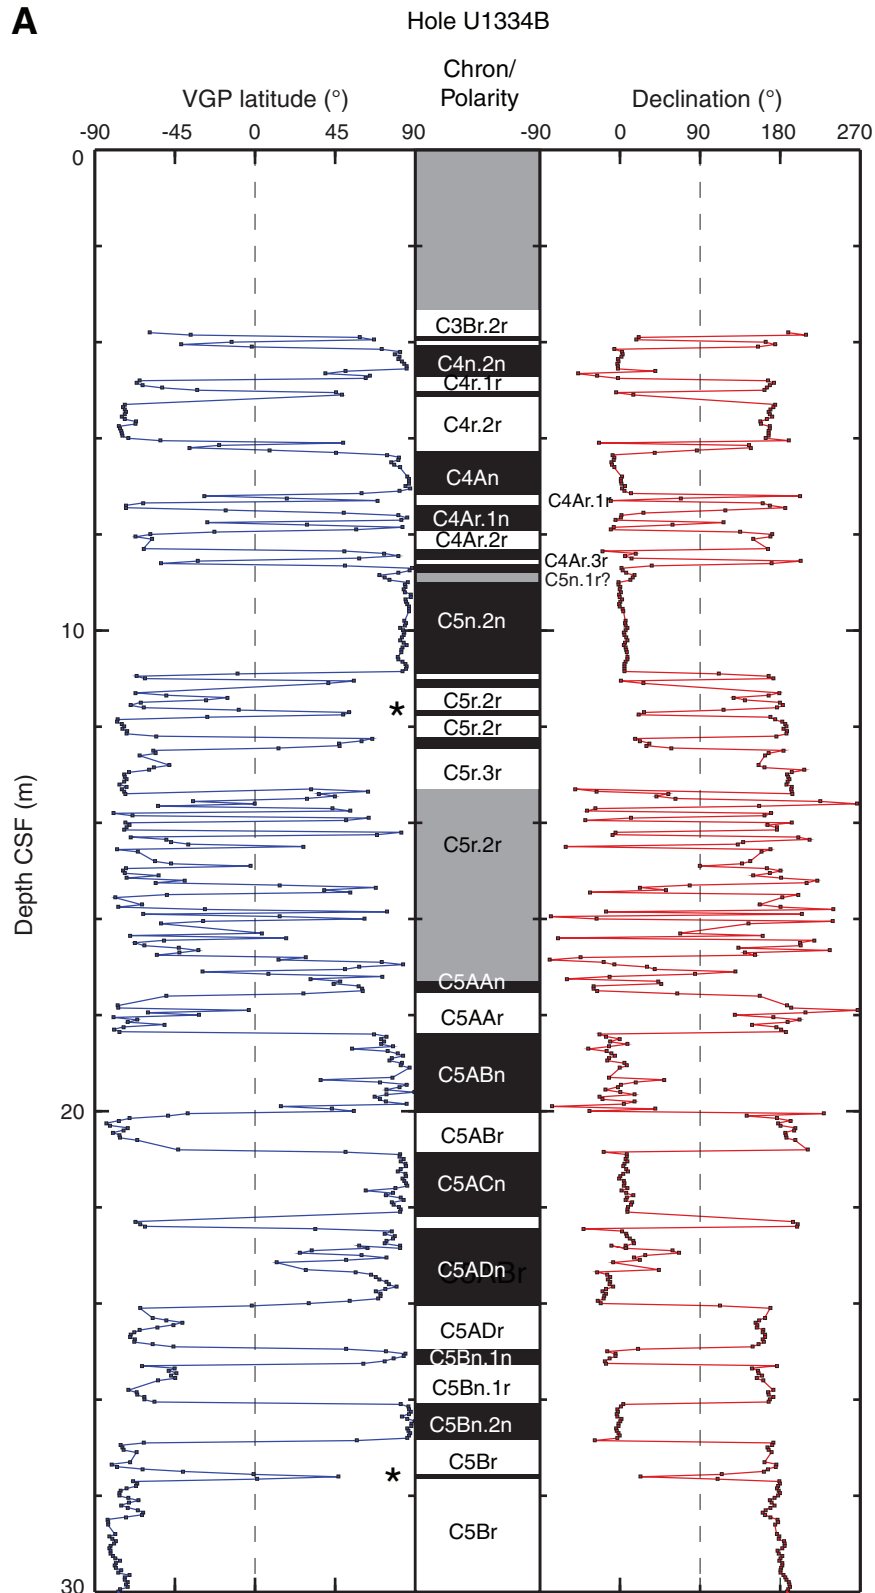 A
Hole U1334B
Chron/
Polarity
VGP latitude (°)
Declination (°)
-90 -45 0 45 90 -90 0 90 180 270
0
C3Br.2r
C4n.2n
C4r.1r
C4r.2r
C4An
C4Ar.1r
C4Ar.1n
C4Ar.2r
C4Ar.3r
C5n.1r?
C5n.2n
10
C5r.2r
*
C5r.2r
C5r.3r
C5r.2r
Depth CSF (m)
C5AAn
C5AAr
C5ABn
20
C5ABr
C5ACn
C5ADn
C5ADr
C5Bn.1n
C5Bn.1r
C5Bn.2n
C5Br
*
C5Br
30